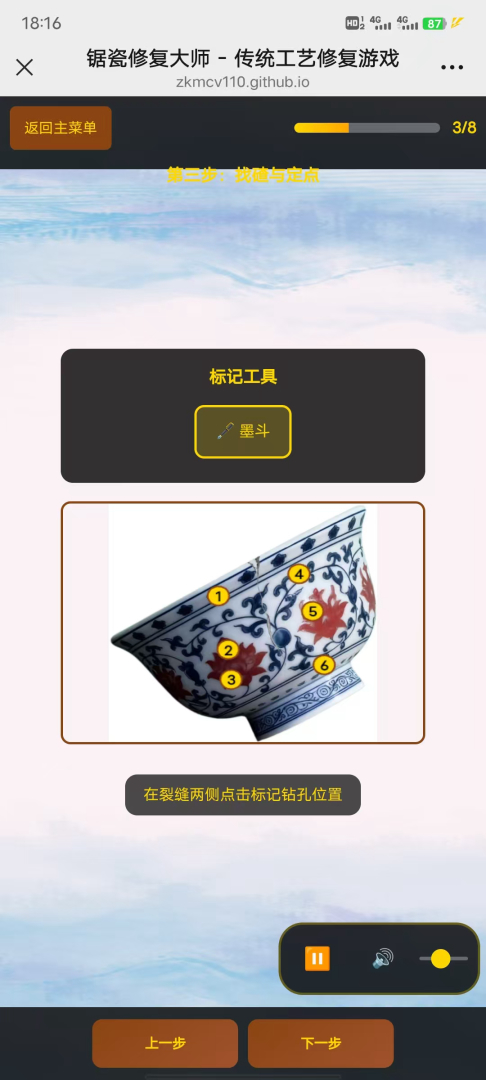 18:16
HD 1 2 4G 4G 87
锯瓷修复大师 - 传统工艺修复游戏
zkmcv110.github.io
返回主菜单
3/8
第三步：找碴与定点
标记工具
墨斗
1
4
5
2
3
6
在裂缝两侧点击标记钻孔位置
上一步
下一步